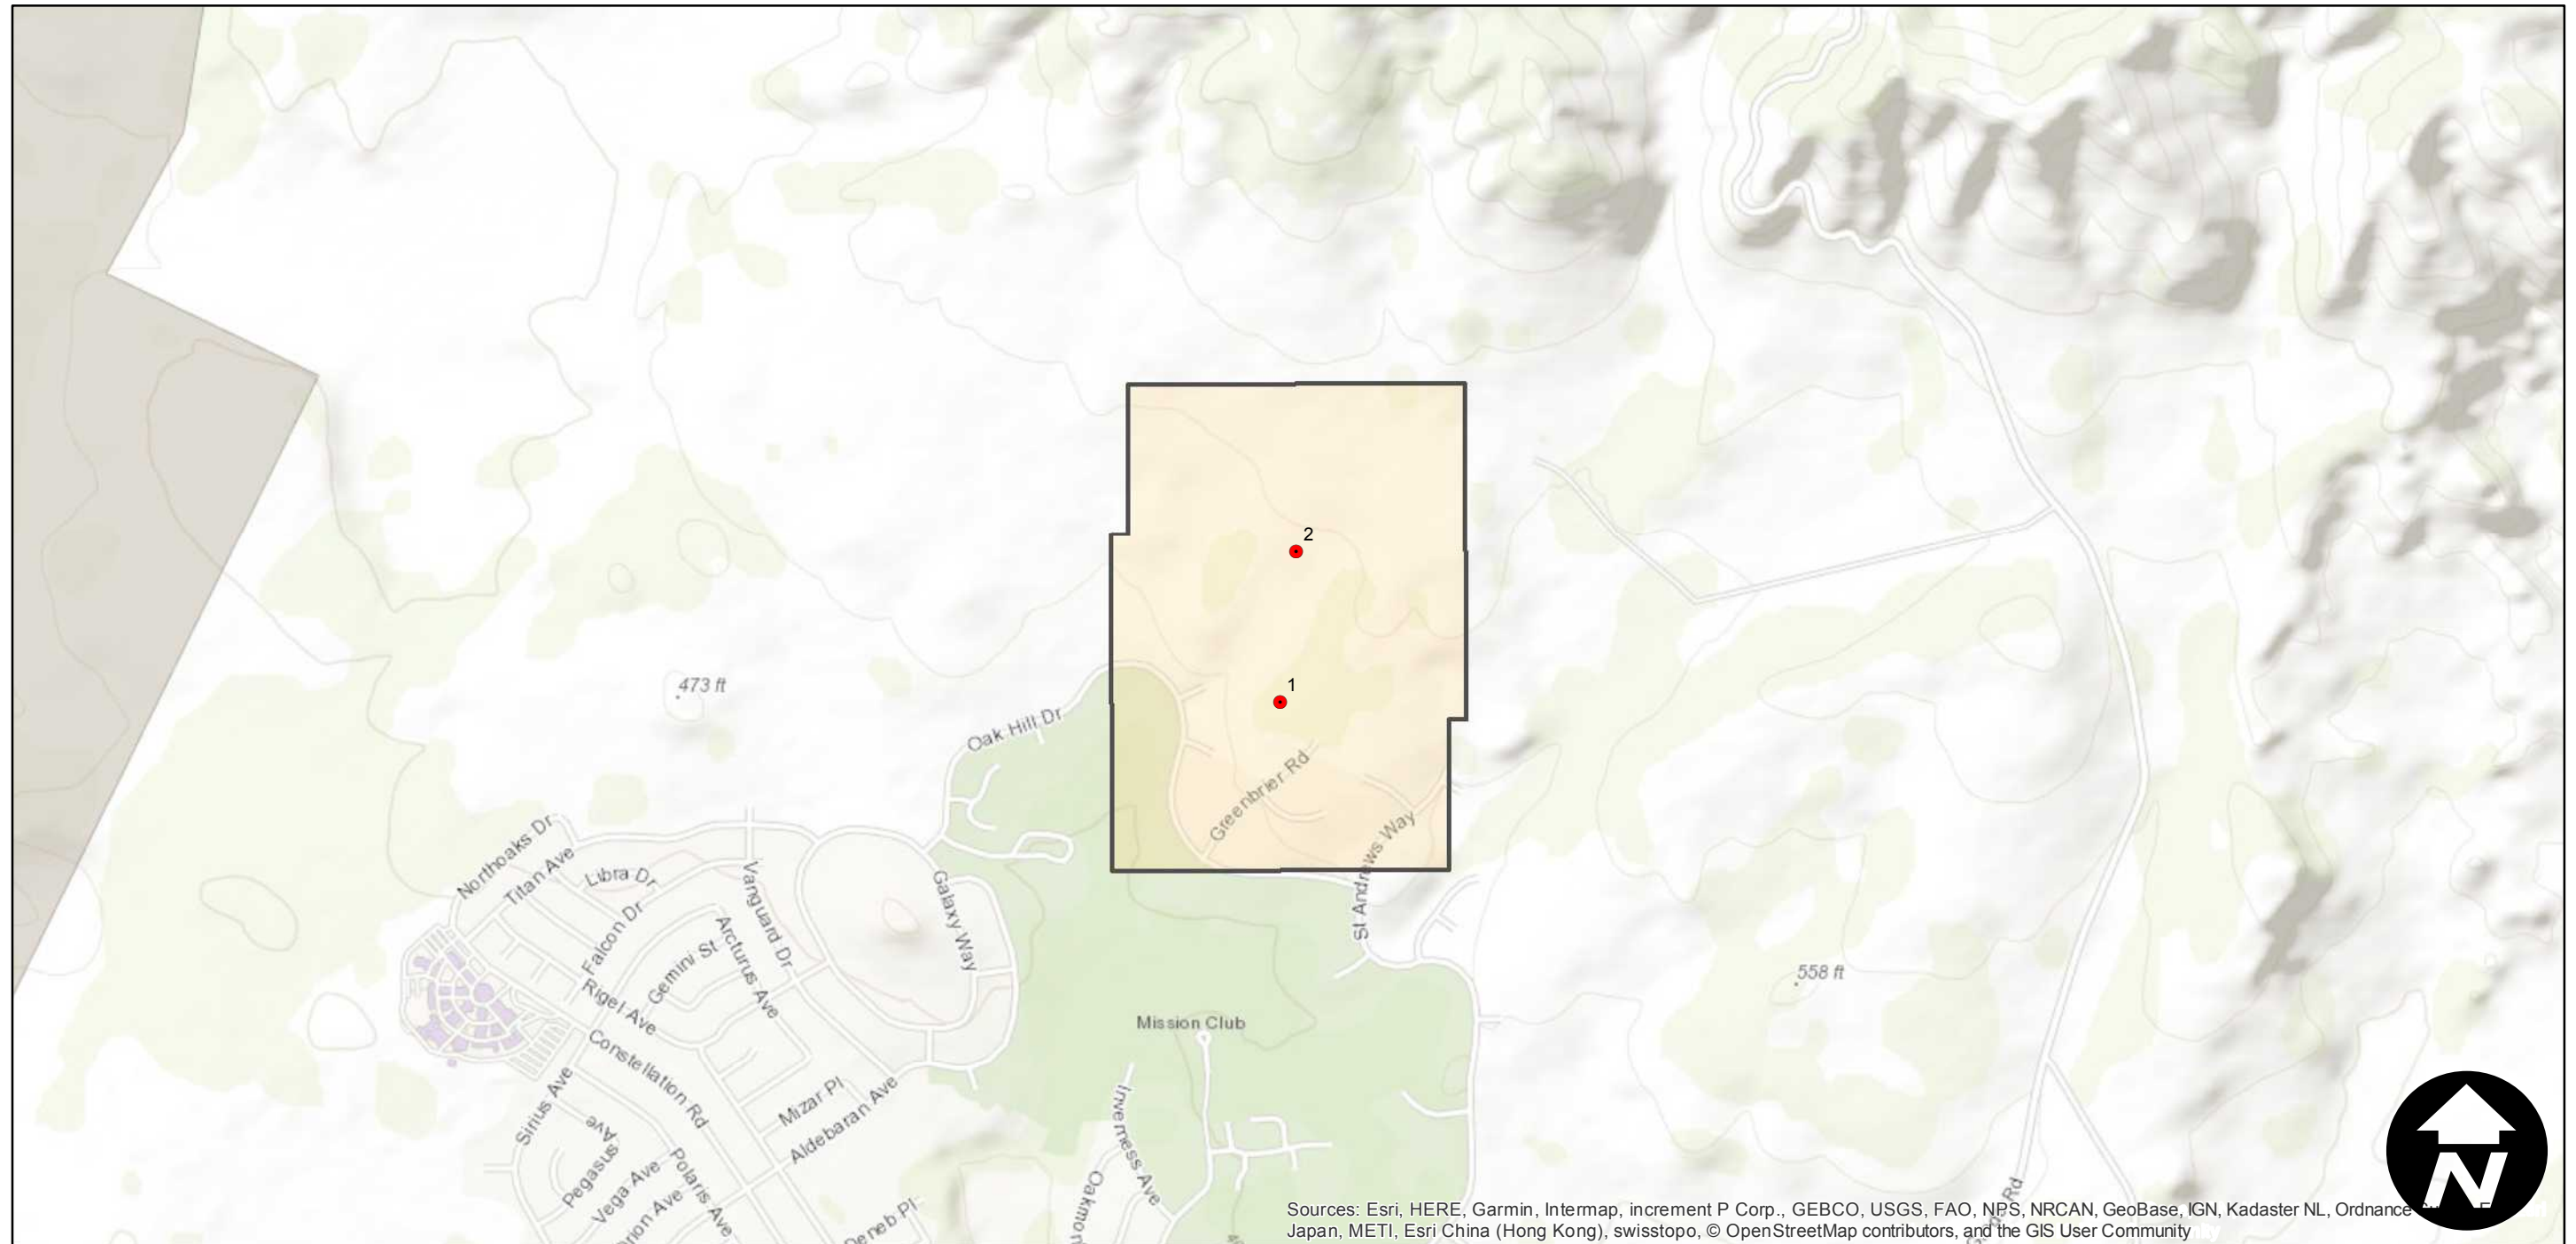 2
1
473 ft
Oak Hill Dr
Greenbrier Rd
St Andrews Way
Northoaks Dr
Titan Ave
Libra Dr
Falcon Dr
Vanguard Dr
Galaxy Way
Gemini St
Arcturus Ave
Rigel Ave
558 ft
Mission Club
Constellation Rd
Sirius Ave
Mizar Pl
Aldebaran Ave
Inverness Ave
Ave
Pegasus
Vega Ave
Polaris Ave
Deneb Pl
Rd
N
Sources: Esri, HERE, Garmin, Intermap, increment P Corp., GEBCO, USGS, FAO, NPS, NRCAN, GeoBase, IGN, Kadaster NL, Ordnance
Japan, METI, Esri China (Hong Kong), swisstopo, © OpenStreetMap contributors, and the GIS User Community